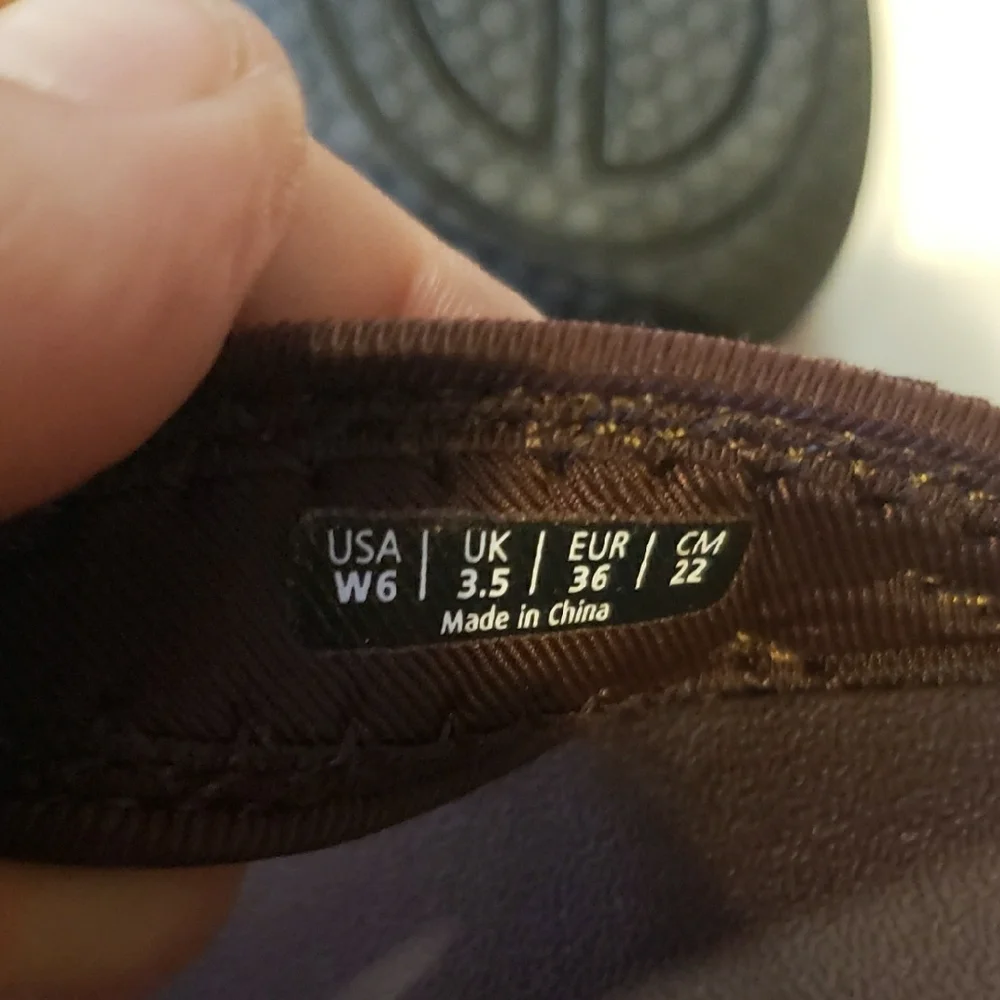 USA | UK | EUR | CM
W6 | 3.5 | 36 | 22
Made in China